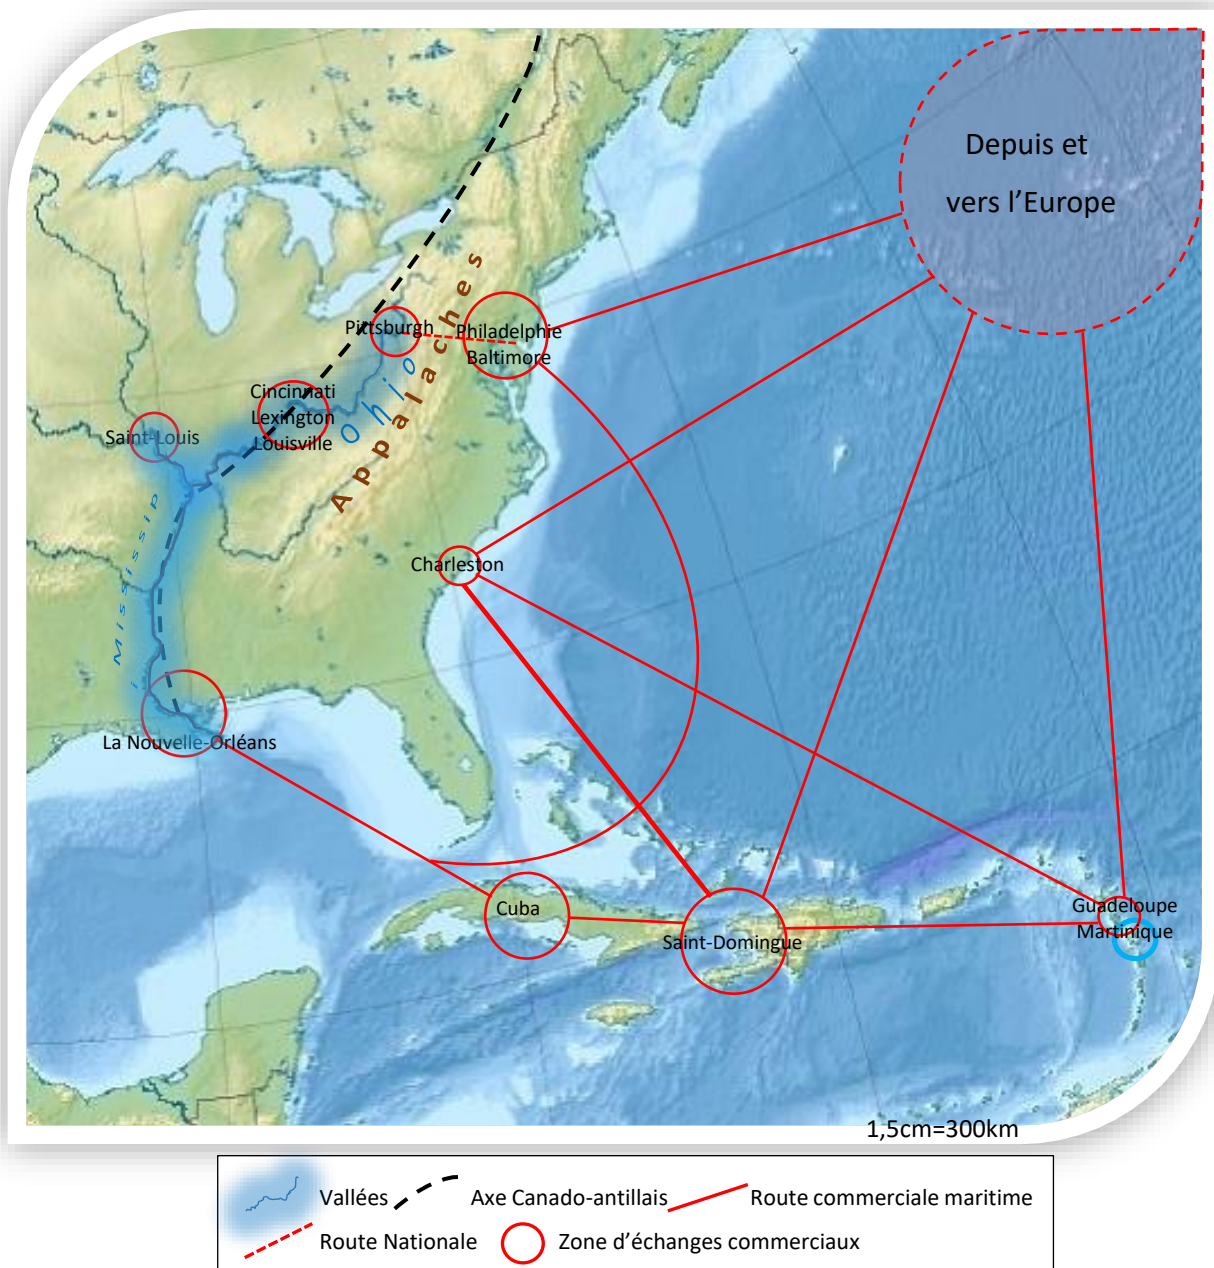 Depuis et
vers l'Europe
Appalaches
Pittsburgh
Philadelphie
Baltimore
Ohio
Cincinnati
Lexington
Louisville
Saint-Louis
Mississippi
Charleston
La Nouvelle-Orléans
Cuba
Saint-Domingue
Guadeloupe
Martinique
1,5cm=300km
Vallées
Axe Canado-antillais
Route commerciale maritime
Route Nationale
Zone d'échanges commerciaux